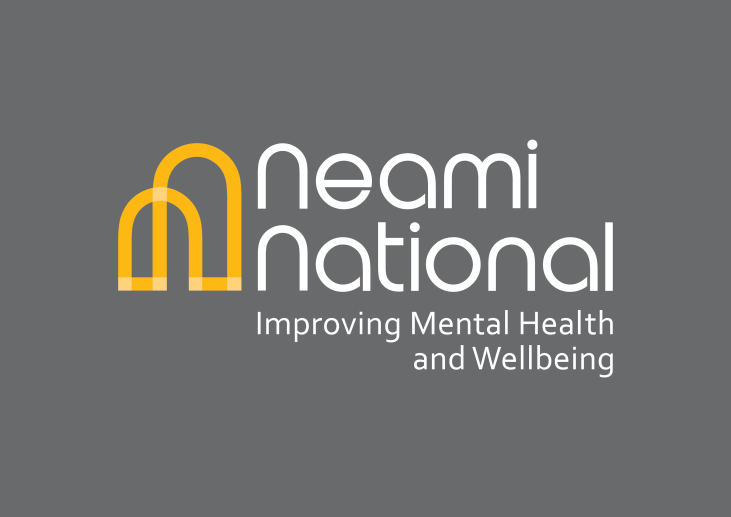 Neami
National
Improving Mental Health
and Wellbeing